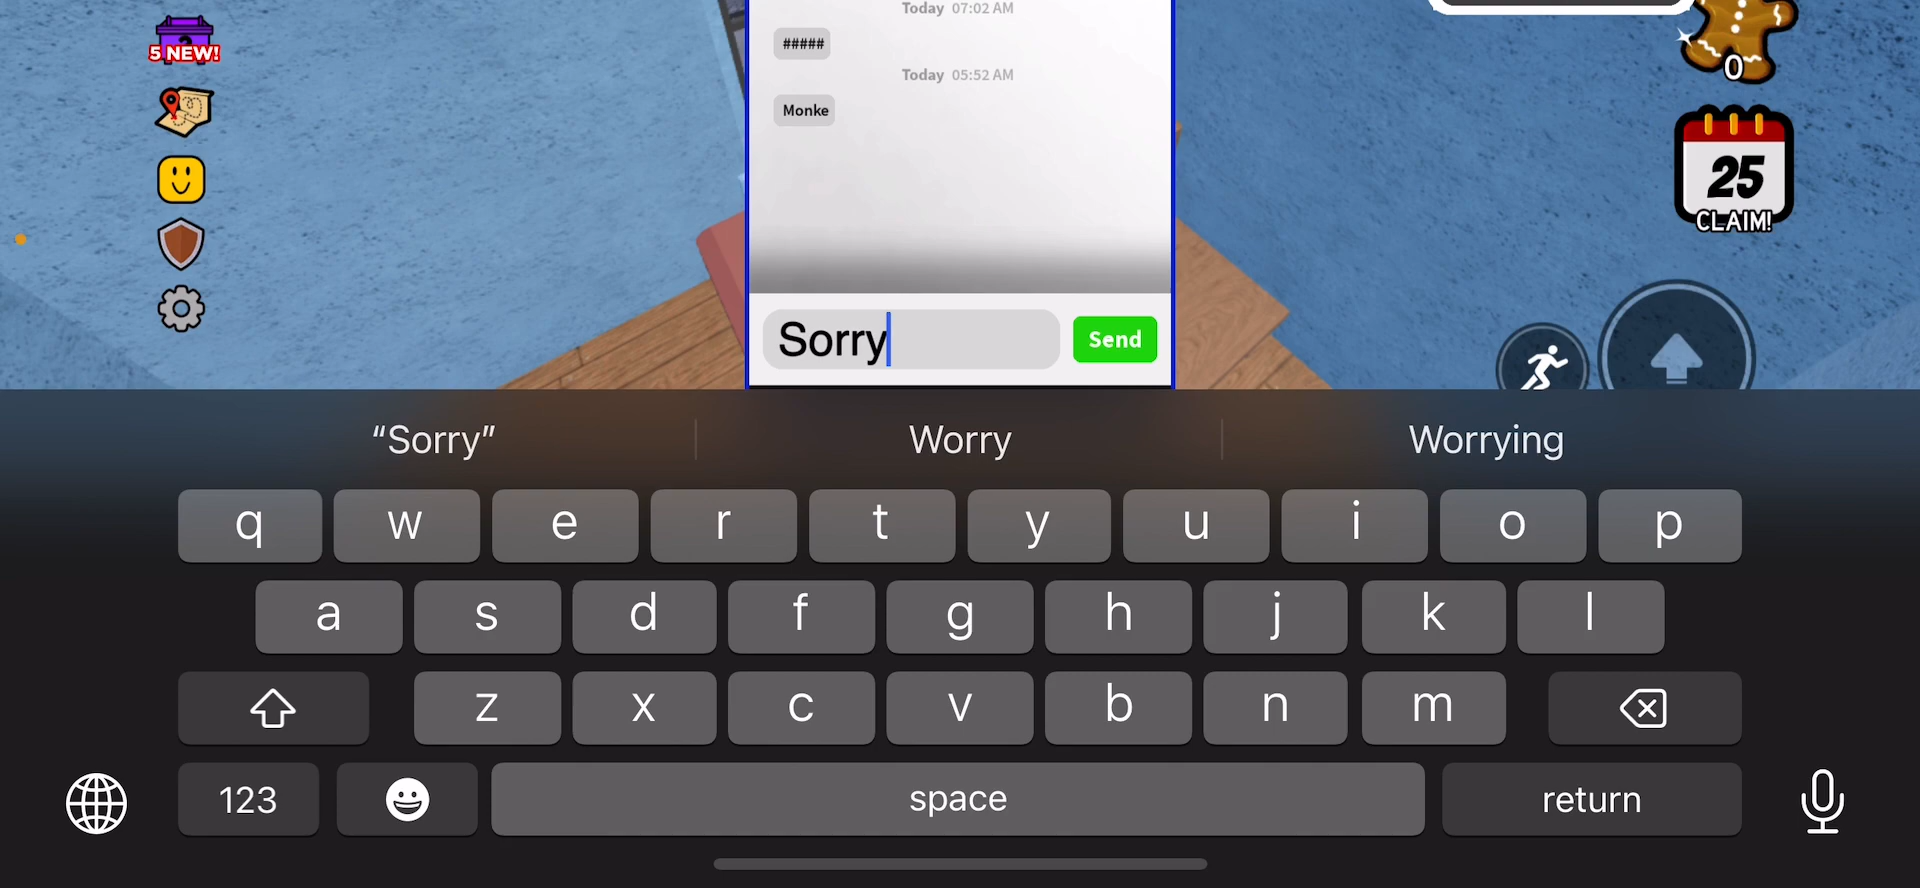 Today 07:02 AM
5 NEW!
#####
0
Today 05:52 AM
Monke
25
CLAIM!
Sorry
Send
“Sorry”
Worry
Worrying
q w e r t y u i o p
a s d f g h j k l
z x c v b n m
123
space
return